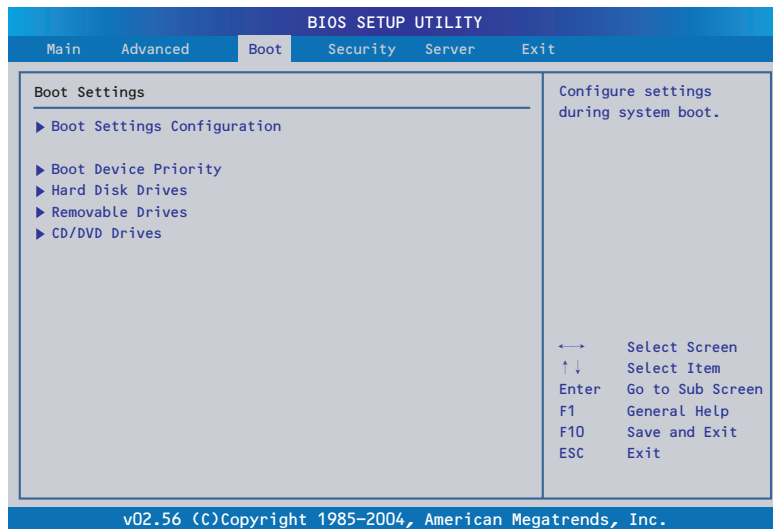 BIOS SETUP UTILITY
Main Advanced Boot Security Server Exit
Boot Settings
Boot Settings Configuration
Boot Device Priority
Hard Disk Drives
Removable Drives
CD/DVD Drives
Configure settings
during system boot.
←→ Select Screen
↑↓ Select Item
Enter Go to Sub Screen
F1 General Help
F10 Save and Exit
ESC Exit
v02.56 (C)Copyright 1985-2004, American Megatrends, Inc.